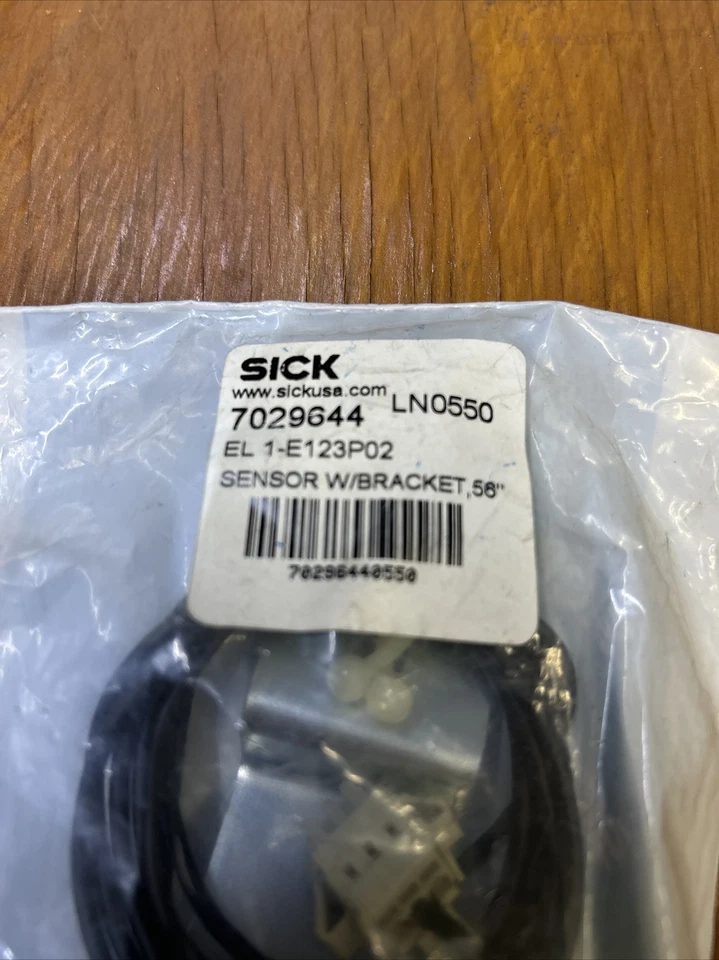 SICK
www.sickusa.com
7029644 LN0550
EL 1-E123P02
SENSOR W/BRACKET,56"
70296440550